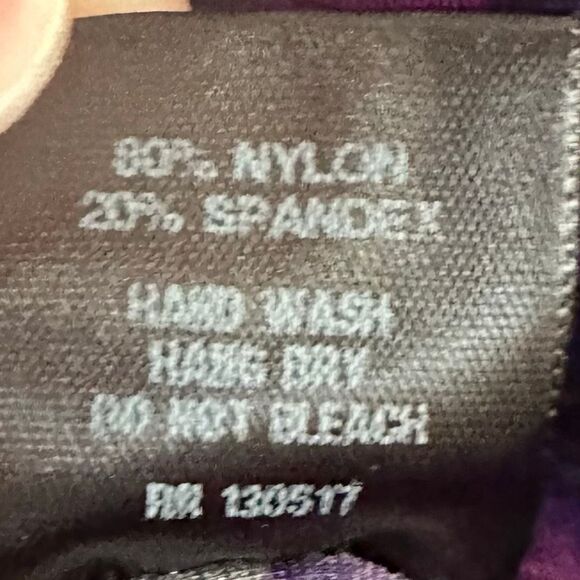 80% NYLON
20% SPANDEX
HAND WASH
HANG DRY
DO NOT BLEACH
RN 130517